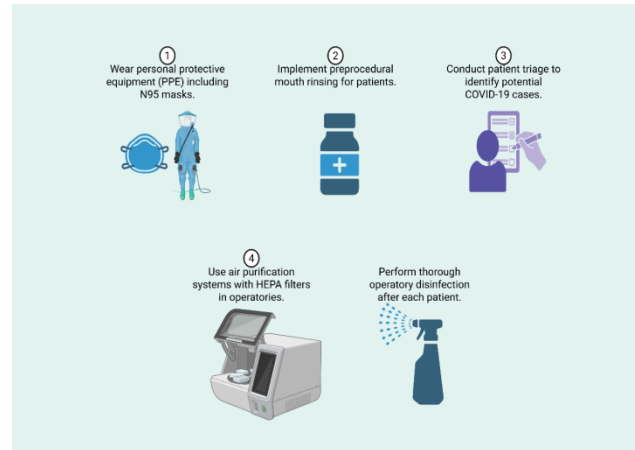 1
Wear personal protective
equipment (PPE) including
N95 masks.
2
Implement preprocedural
mouth rinsing for patients.
3
Conduct patient triage to
identify potential
COVID-19 cases.
4
Use air purification
systems with HEPA filters
in operatories.
Perform thorough
operatory disinfection
after each patient.